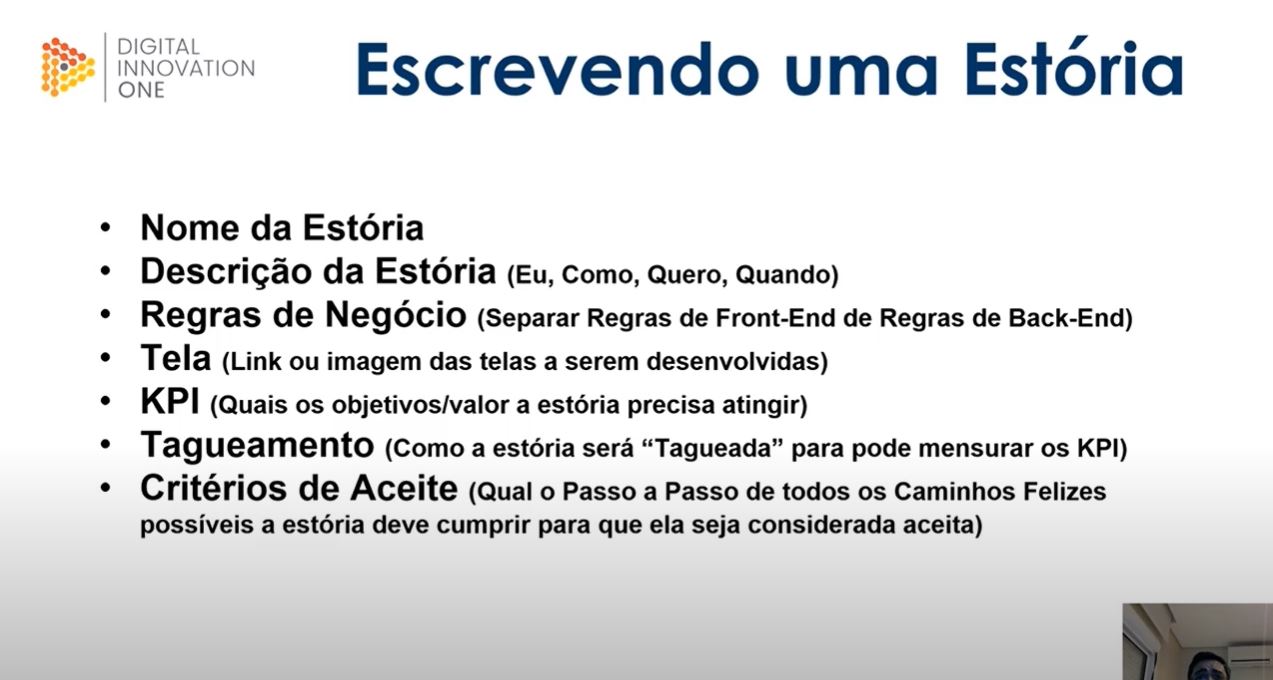 DIGITAL
INNOVATION
ONE
Escrevendo uma Estória
• Nome da Estória
• Descrição da Estória (Eu, Como, Quero, Quando)
• Regras de Negócio (Separar Regras de Front-End de Regras de Back-End)
• Tela (Link ou imagem das telas a serem desenvolvidas)
• KPI (Quais os objetivos/valor a estória precisa atingir)
• Tagueamento (Como a estória será “Tagueada” para pode mensurar os KPI)
• Critérios de Aceite (Qual o Passo a Passo de todos os Caminhos Felizes
possíveis a estória deve cumprir para que ela seja considerada aceita)